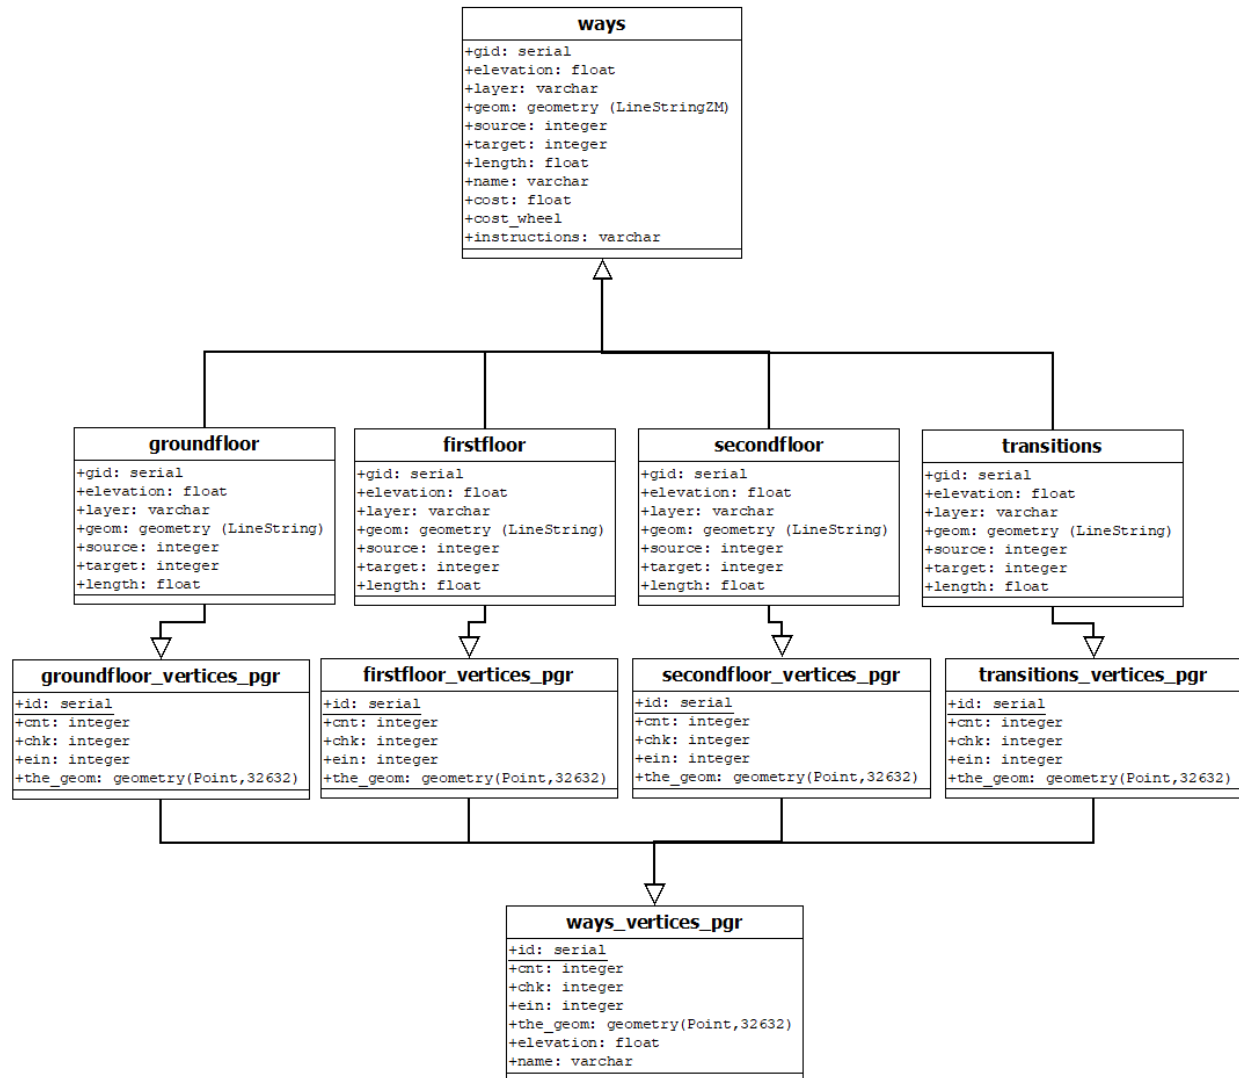 ways
+gid: serial
+elevation: float
+layer: varchar
+geom: geometry (LineStringZM)
+source: integer
+target: integer
+length: float
+name: varchar
+cost: float
+cost_wheel
+instructions: varchar
groundfloor
+gid: serial
+elevation: float
+layer: varchar
+geom: geometry (LineString)
+source: integer
+target: integer
+length: float
firstfloor
+gid: serial
+elevation: float
+layer: varchar
+geom: geometry (LineString)
+source: integer
+target: integer
+length: float
secondfloor
+gid: serial
+elevation: float
+layer: varchar
+geom: geometry (LineString)
+source: integer
+target: integer
+length: float
transitions
+gid: serial
+elevation: float
+layer: varchar
+geom: geometry (LineString)
+source: integer
+target: integer
+length: float
groundfloor_vertices_pgr
+id: serial
+cnt: integer
+chk: integer
+ein: integer
+the_geom: geometry(Point,32632)
firstfloor_vertices_pgr
+id: serial
+cnt: integer
+chk: integer
+ein: integer
+the_geom: geometry(Point,32632)
secondfloor_vertices_pgr
+id: serial
+cnt: integer
+chk: integer
+ein: integer
+the_geom: geometry(Point,32632)
transitions_vertices_pgr
+id: serial
+cnt: integer
+chk: integer
+ein: integer
+the_geom: geometry(Point,32632)
ways_vertices_pgr
+id: serial
+cnt: integer
+chk: integer
+ein: integer
+the_geom: geometry(Point,32632)
+elevation: float
+name: varchar